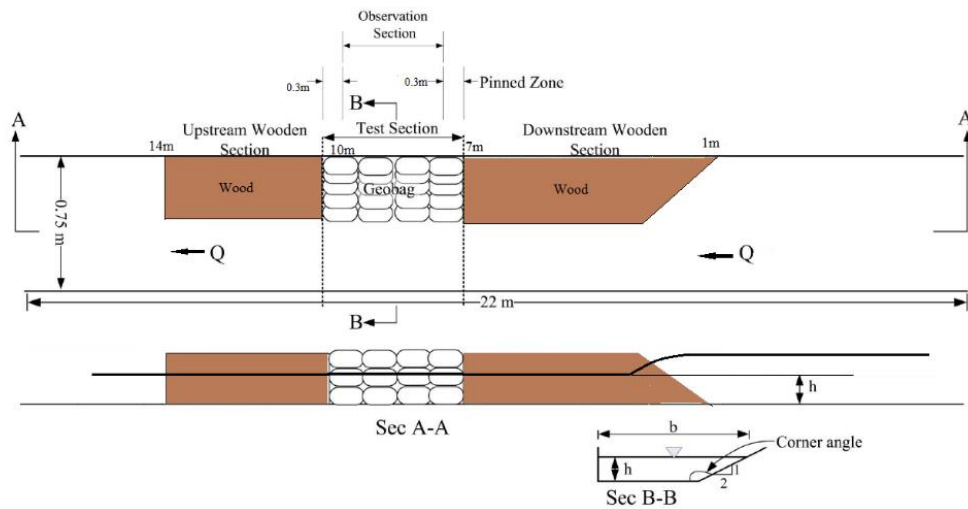 Observation
Section
0.3m
0.3m
Pinned Zone
B
A
Upstream Wooden
Section
Test Section
Downstream Wooden
Section
A
14m
10m
7m
1m
Wood
Geobag
Wood
0.75 m
Q
Q
22 m
B
h
Sec A-A
b
Corner angle
h
1
2
Sec B-B